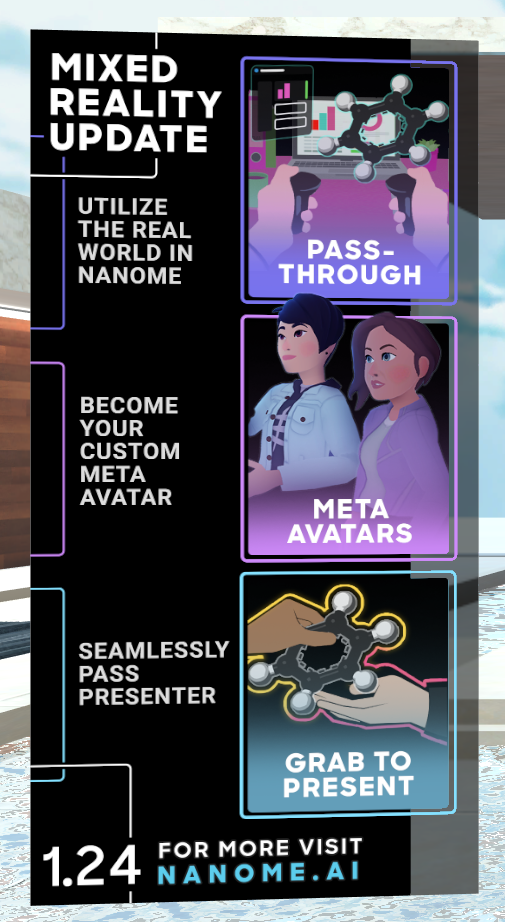 MIXED
REALITY
UPDATE
UTILIZE
THE REAL
WORLD IN
NANOME
PASS-
THROUGH
BECOME
YOUR
CUSTOM
META
AVATAR
META
AVATARS
SEAMLESSLY
PASS
PRESENTER
GRAB TO
PRESENT
1.24
FOR MORE VISIT
NANOME.AI